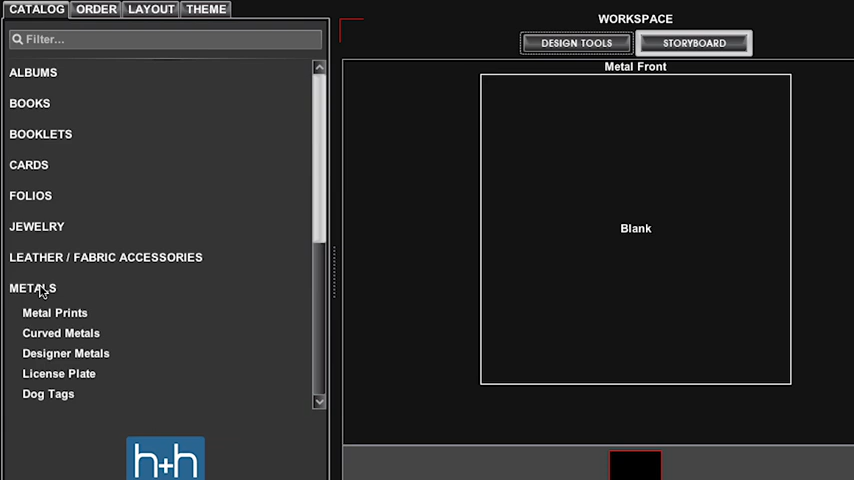 CATALOG ORDER LAYOUT THEME
Filter...
ALBUMS
BOOKS
BOOKLETS
CARDS
FOLIOS
JEWELRY
LEATHER / FABRIC ACCESSORIES
METALS
Metal Prints
Curved Metals
Designer Metals
License Plate
Dog Tags
h+h
WORKSPACE
DESIGN TOOLS STORYBOARD
Metal Front
Blank